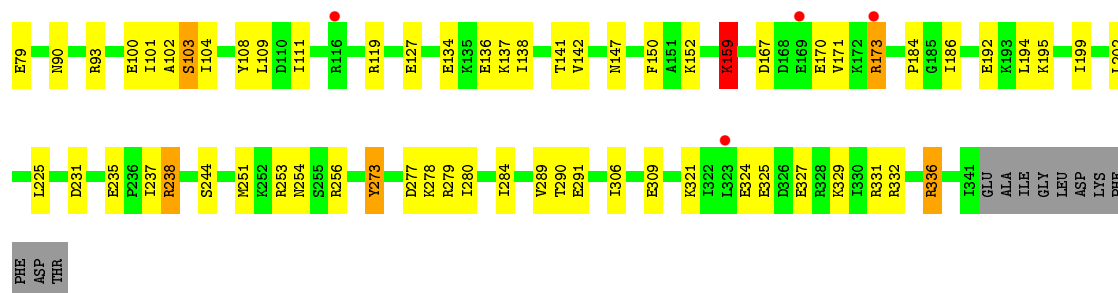 E79 N90 R93 E100 I101 A102 S103 I104 Y108 L109 D110 I111 R116 R119 E127 E134 K135 E136 K137 I138 T141 V142 N147 F150 A151 K152 K159 D167 D168 E169 E170 V171 K172 R173 P184 G185 I186 E192 K193 L194 K195 I199
L225 D231 E235 P236 I237 R238 S244 M251 K252 R253 N254 S255 R256 Y273 D277 K278 R279 I280 I284 V289 T290 E291 I306 E309 K321 I322 L323 E324 E325 D326 E327 R328 K329 I330 R331 R332 R336 I341 GLU ALA ILE GLY LEU ASP LYS
PHE ASP THR